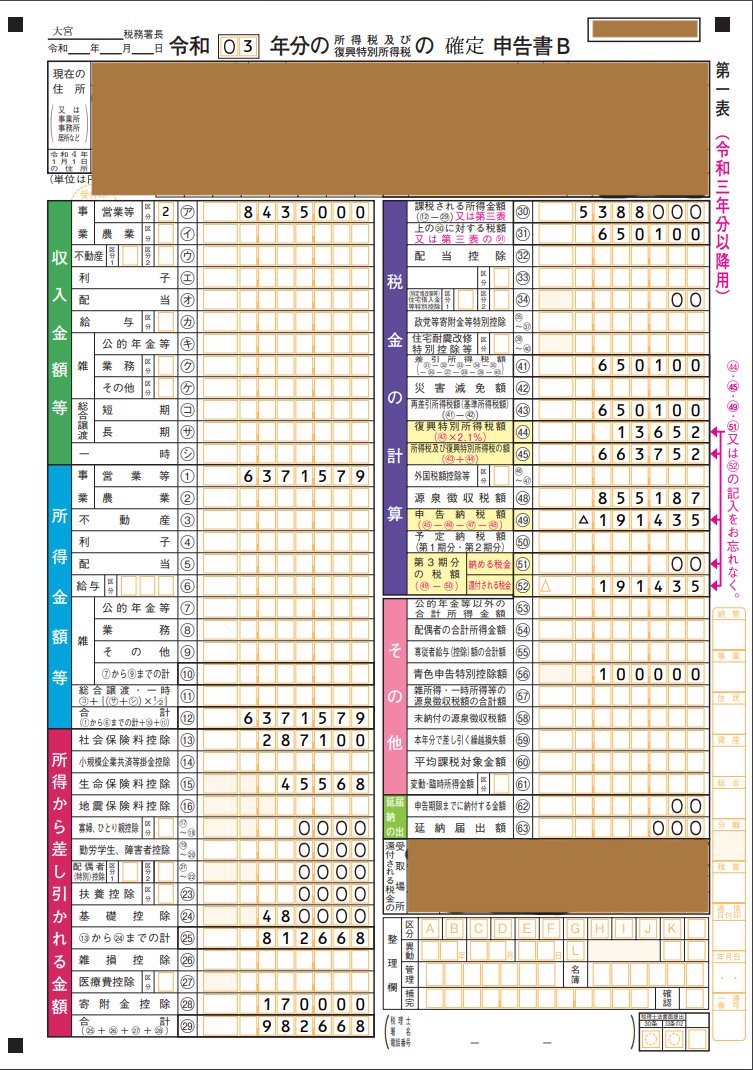 大宮 税務署長
令和__年__月__日
令和 03 年分の 所得税及び復興特別所得税 の 確定 申告書B
第一表(令和三年分以降用)
現在の住所
又は事業所事務所居所など
令和4年1月1日の住所
(単位は円
収入金額等
事業 営業等 区分 2 ㋐ 8435000
農業 区分 ㋑
不動産 区分1 区分2 ㋒
利子 ㋓
配当 ㋔
給与 区分 ㋕
雑 公的年金等 ㋖
業務 区分 ㋗
その他 区分 ㋘
総合譲渡 短期 ㋙
長期 ㋚
一時 ㋛
所得金額等
事業 営業等 ① 6371579
農業 ②
不動産 ③
利子 ④
配当 ⑤
給与 区分 ⑥
雑 公的年金等 ⑦
業務 ⑧
その他 ⑨
⑦から⑨までの計 ⑩
総合譲渡・一時 ㋙+{(㋚+㋛)×½} ⑪
合計 (①から⑥までの計+⑩+⑪) ⑫ 6371579
所得から差し引かれる金額
社会保険料控除 ⑬ 287100
小規模企業共済等掛金控除 ⑭
生命保険料控除 ⑮ 45568
地震保険料控除 ⑯
寡婦、ひとり親控除 区分 ⑰~⑱ 0000
勤労学生、障害者控除 ⑲~⑳ 0000
配偶者(特別)控除 区分1 区分2 ㉑~㉒ 0000
扶養控除 区分 ㉓ 0000
基礎控除 ㉔ 480000
⑬から㉔までの計 ㉕ 812668
雑損控除 ㉖
医療費控除 区分 ㉗
寄附金控除 ㉘ 170000
合計 (㉕+㉖+㉗+㉘) ㉙ 982668
税金の計算
課税される所得金額 (⑫-㉙)又は第三表 ㉚ 5388000
上の㉚に対する税額 又は第三表の�93 ㉛ 650100
配当控除 ㉜
区分 ㉝
(特定増改築等)住宅借入金等特別控除 区分1 区分2 ㉞ 00
政党等寄附金等特別控除 ㉟~㊲
住宅耐震改修特別控除等 区分 ㊳~㊵
差引所得税額 (㉛-㉜-㉝-㉞-㉟-㊱-㊲-㊳-㊴-㊵) ㊶ 650100
災害減免額 ㊷
再差引所得税額(基準所得税額) (㊶-㊷) ㊸ 650100
復興特別所得税額 (㊸×2.1%) ㊹ 13652
所得税及び復興特別所得税の額 (㊸+㊹) ㊺ 663752
外国税額控除等 区分 ㊻~㊼
源泉徴収税額 ㊽ 855187
申告納税額 (㊺-㊻-㊼-㊽) ㊾ △191435
予定納税額 (第1期分・第2期分) ㊿
第3期分の税額 (㊾-㊿) 納める税金 51 00
還付される税金 52 △ 191435
㊹・㊺・㊾・51又は52の記入をお忘れなく。
その他
公的年金等以外の合計所得金額 53
配偶者の合計所得金額 54
専従者給与(控除)額の合計額 55
青色申告特別控除額 56 100000
雑所得・一時所得等の源泉徴収税額の合計額 57
未納付の源泉徴収税額 58
本年分で差し引く繰越損失額 59
平均課税対象金額 60
変動・臨時所得金額 区分 61
延納の届出
申告期限までに納付する金額 62 00
延納届出額 63 000
還付される税金の受取場所
整理欄 区分 A B C D E F G H I J K
異動 年 月 日 L
管理 名簿
補完 確認
納管
事業
住民
資産
総合
分離
検算
通信日付印
年月日
一連番号
税理士署名電話番号
税理士法書面提出
30条 33条の2